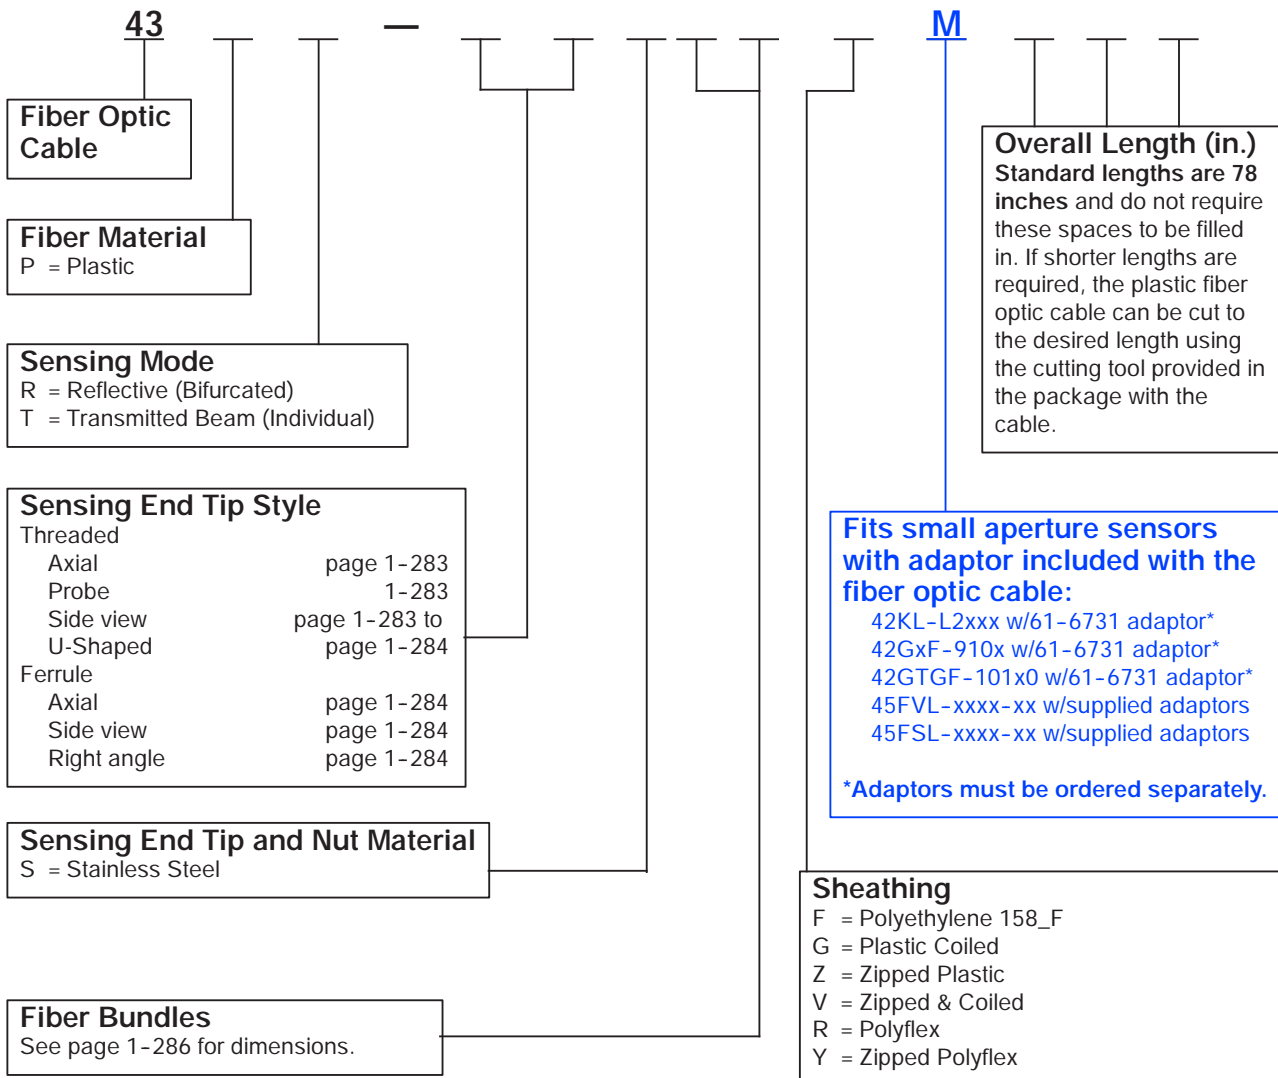 43 — M
Fiber Optic
Cable
Fiber Material
P = Plastic
Sensing Mode
R = Reflective (Bifurcated)
T = Transmitted Beam (Individual)
Sensing End Tip Style
Threaded
Axial page 1-283
Probe 1-283
Side view page 1-283 to
U-Shaped page 1-284
Ferrule
Axial page 1-284
Side view page 1-284
Right angle page 1-284
Sensing End Tip and Nut Material
S = Stainless Steel
Fiber Bundles
See page 1-286 for dimensions.
Overall Length (in.)
Standard lengths are 78
inches and do not require
these spaces to be filled
in. If shorter lengths are
required, the plastic fiber
optic cable can be cut to
the desired length using
the cutting tool provided in
the package with the
cable.
Fits small aperture sensors
with adaptor included with the
fiber optic cable:
42KL-L2xxx w/61-6731 adaptor*
42GxF-910x w/61-6731 adaptor*
42GTGF-101x0 w/61-6731 adaptor*
45FVL-xxxx-xx w/supplied adaptors
45FSL-xxxx-xx w/supplied adaptors
*Adaptors must be ordered separately.
Sheathing
F = Polyethylene 158_F
G = Plastic Coiled
Z = Zipped Plastic
V = Zipped & Coiled
R = Polyflex
Y = Zipped Polyflex